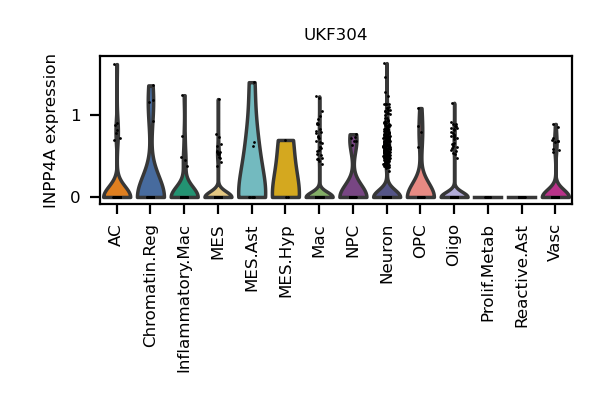 UKF304
INPP4A expression
1
0
AC
Chromatin.Reg
Inflammatory.Mac
MES
MES.Ast
MES.Hyp
Mac
NPC
Neuron
OPC
Oligo
Prolif.Metab
Reactive.Ast
Vasc